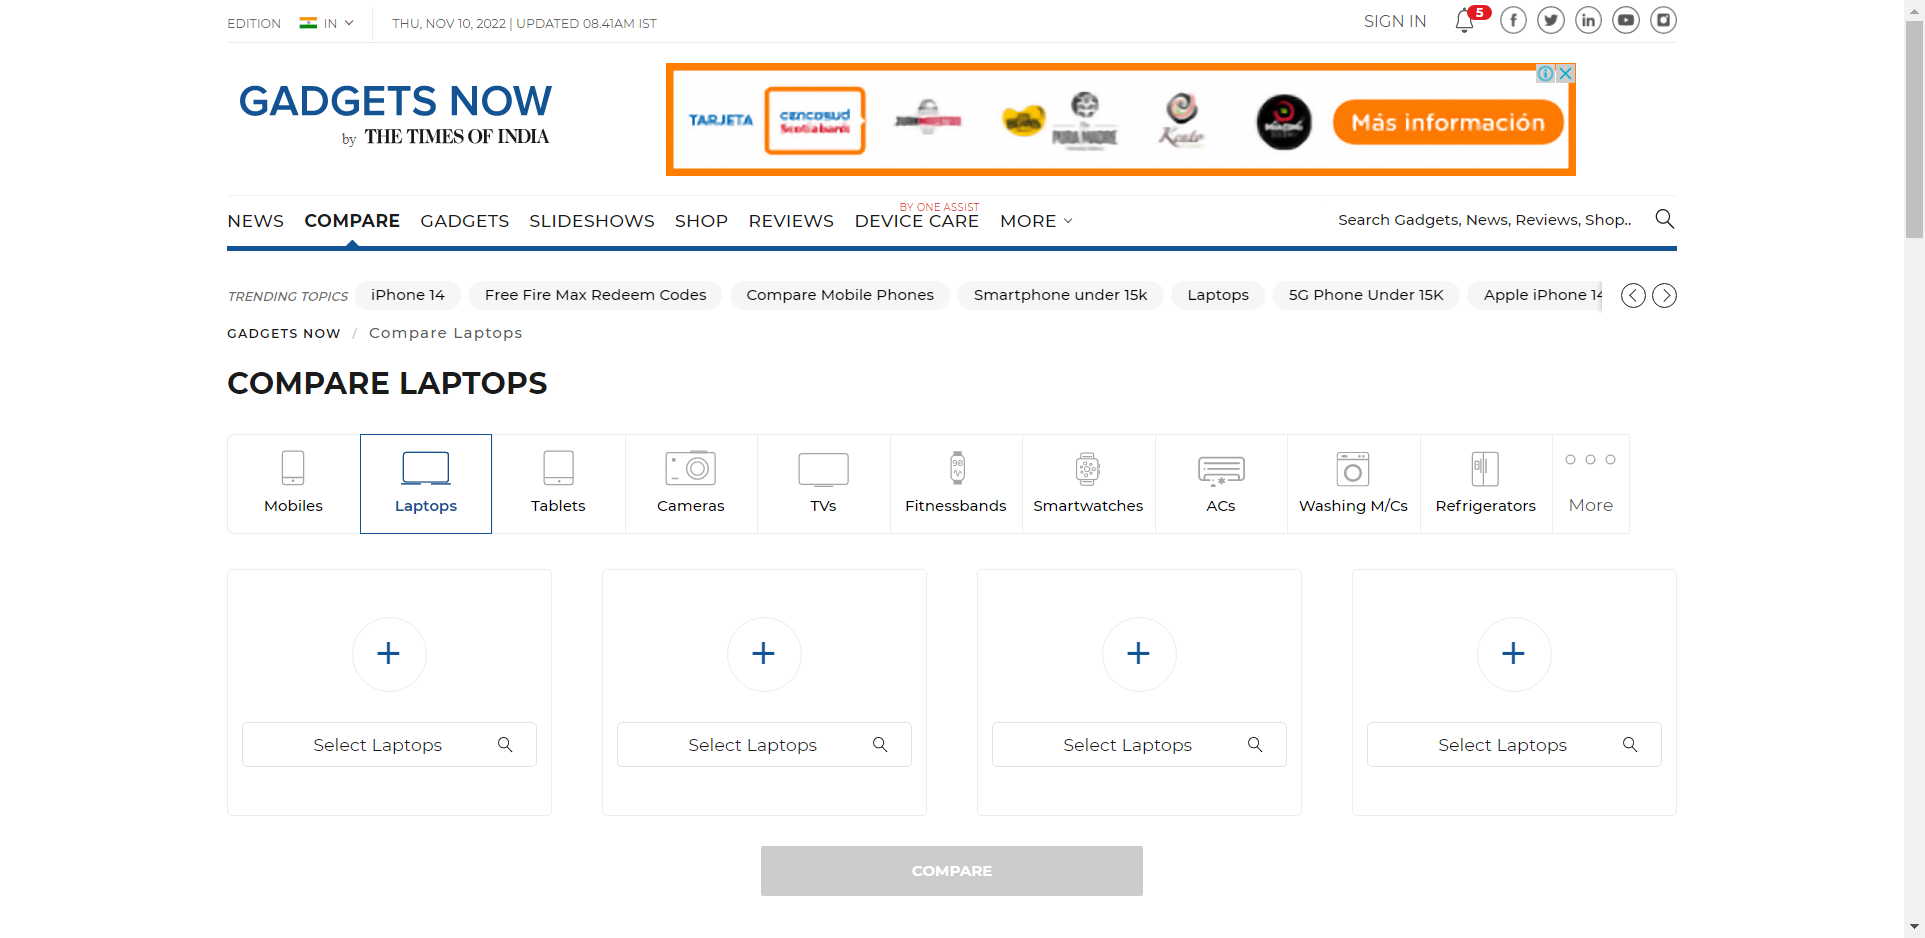 EDITION IN THU, NOV 10, 2022 | UPDATED 08.41AM IST SIGN IN 5
GADGETS NOW
by THE TIMES OF INDIA
TARJETA cencosud Scotiabank Kento Más información
BY ONE ASSIST
NEWS COMPARE GADGETS SLIDESHOWS SHOP REVIEWS DEVICE CARE MORE Search Gadgets, News, Reviews, Shop..
TRENDING TOPICS iPhone 14 Free Fire Max Redeem Codes Compare Mobile Phones Smartphone under 15k Laptops 5G Phone Under 15K Apple iPhone 14
GADGETS NOW / Compare Laptops
COMPARE LAPTOPS
98
Mobiles Laptops Tablets Cameras TVs Fitnessbands Smartwatches ACs Washing M/Cs Refrigerators More
Select Laptops Select Laptops Select Laptops Select Laptops
COMPARE